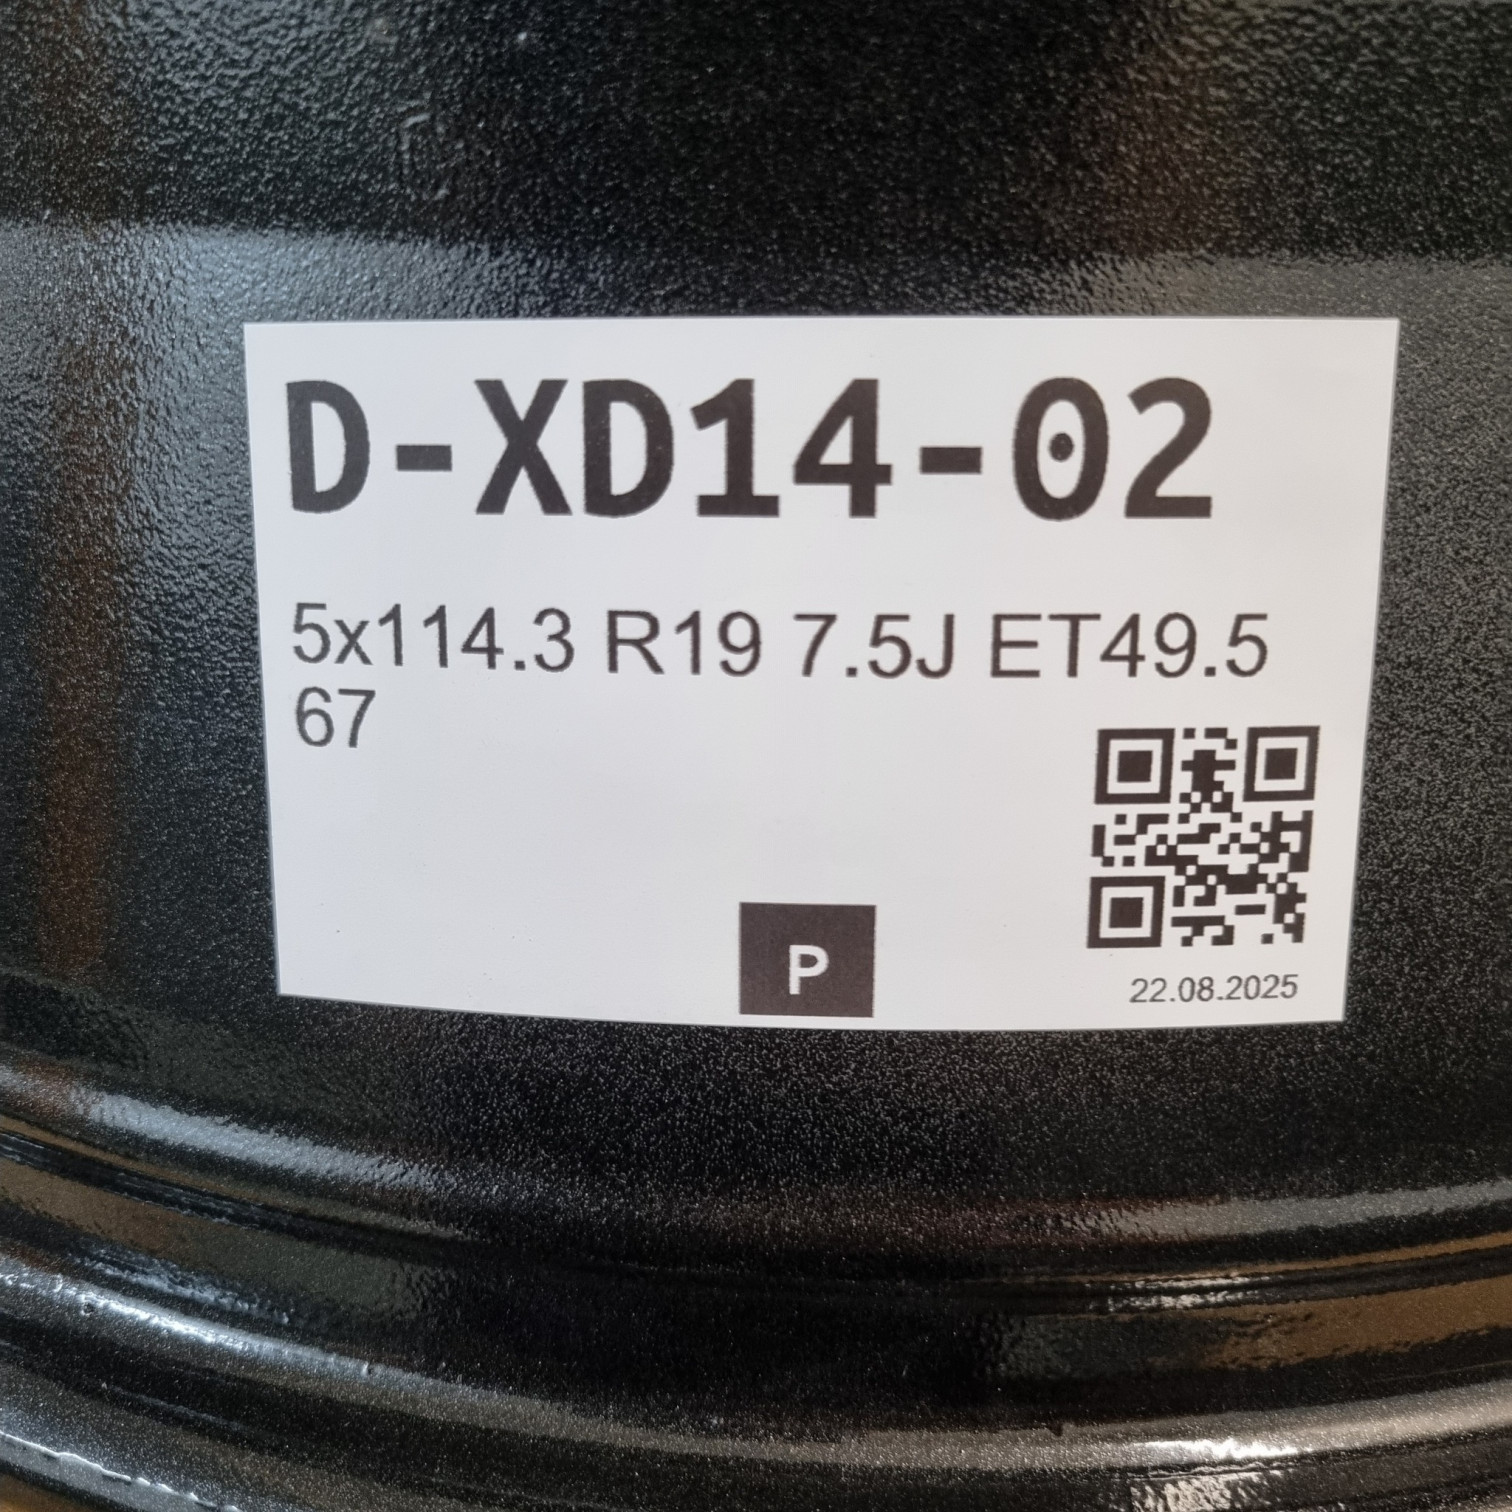 D-XD14-02
5x114.3 R19 7.5J ET49.5
67
P
22.08.2025